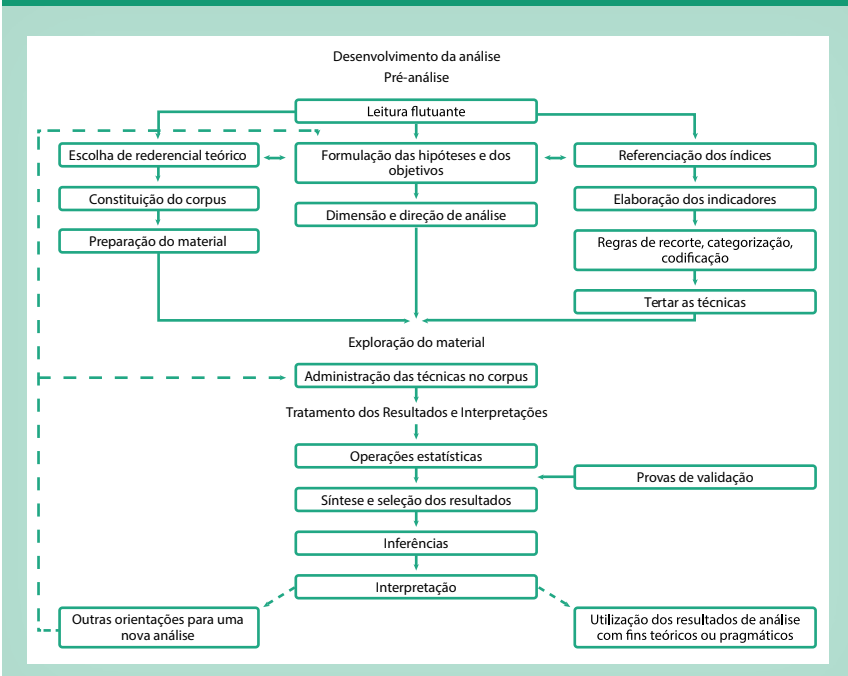 Desenvolvimento da análise
Pré-análise
Leitura flutuante
Escolha de rederencial teórico
Formulação das hipóteses e dos
objetivos
Referenciação dos índices
Constituição do corpus
Dimensão e direção de análise
Elaboração dos indicadores
Preparação do material
Regras de recorte, categorização,
codificação
Tertar as técnicas
Exploração do material
Administração das técnicas no corpus
Tratamento dos Resultados e Interpretações
Operações estatísticas
Provas de validação
Síntese e seleção dos resultados
Inferências
Interpretação
Outras orientações para uma
nova análise
Utilização dos resultados de análise
com fins teóricos ou pragmáticos